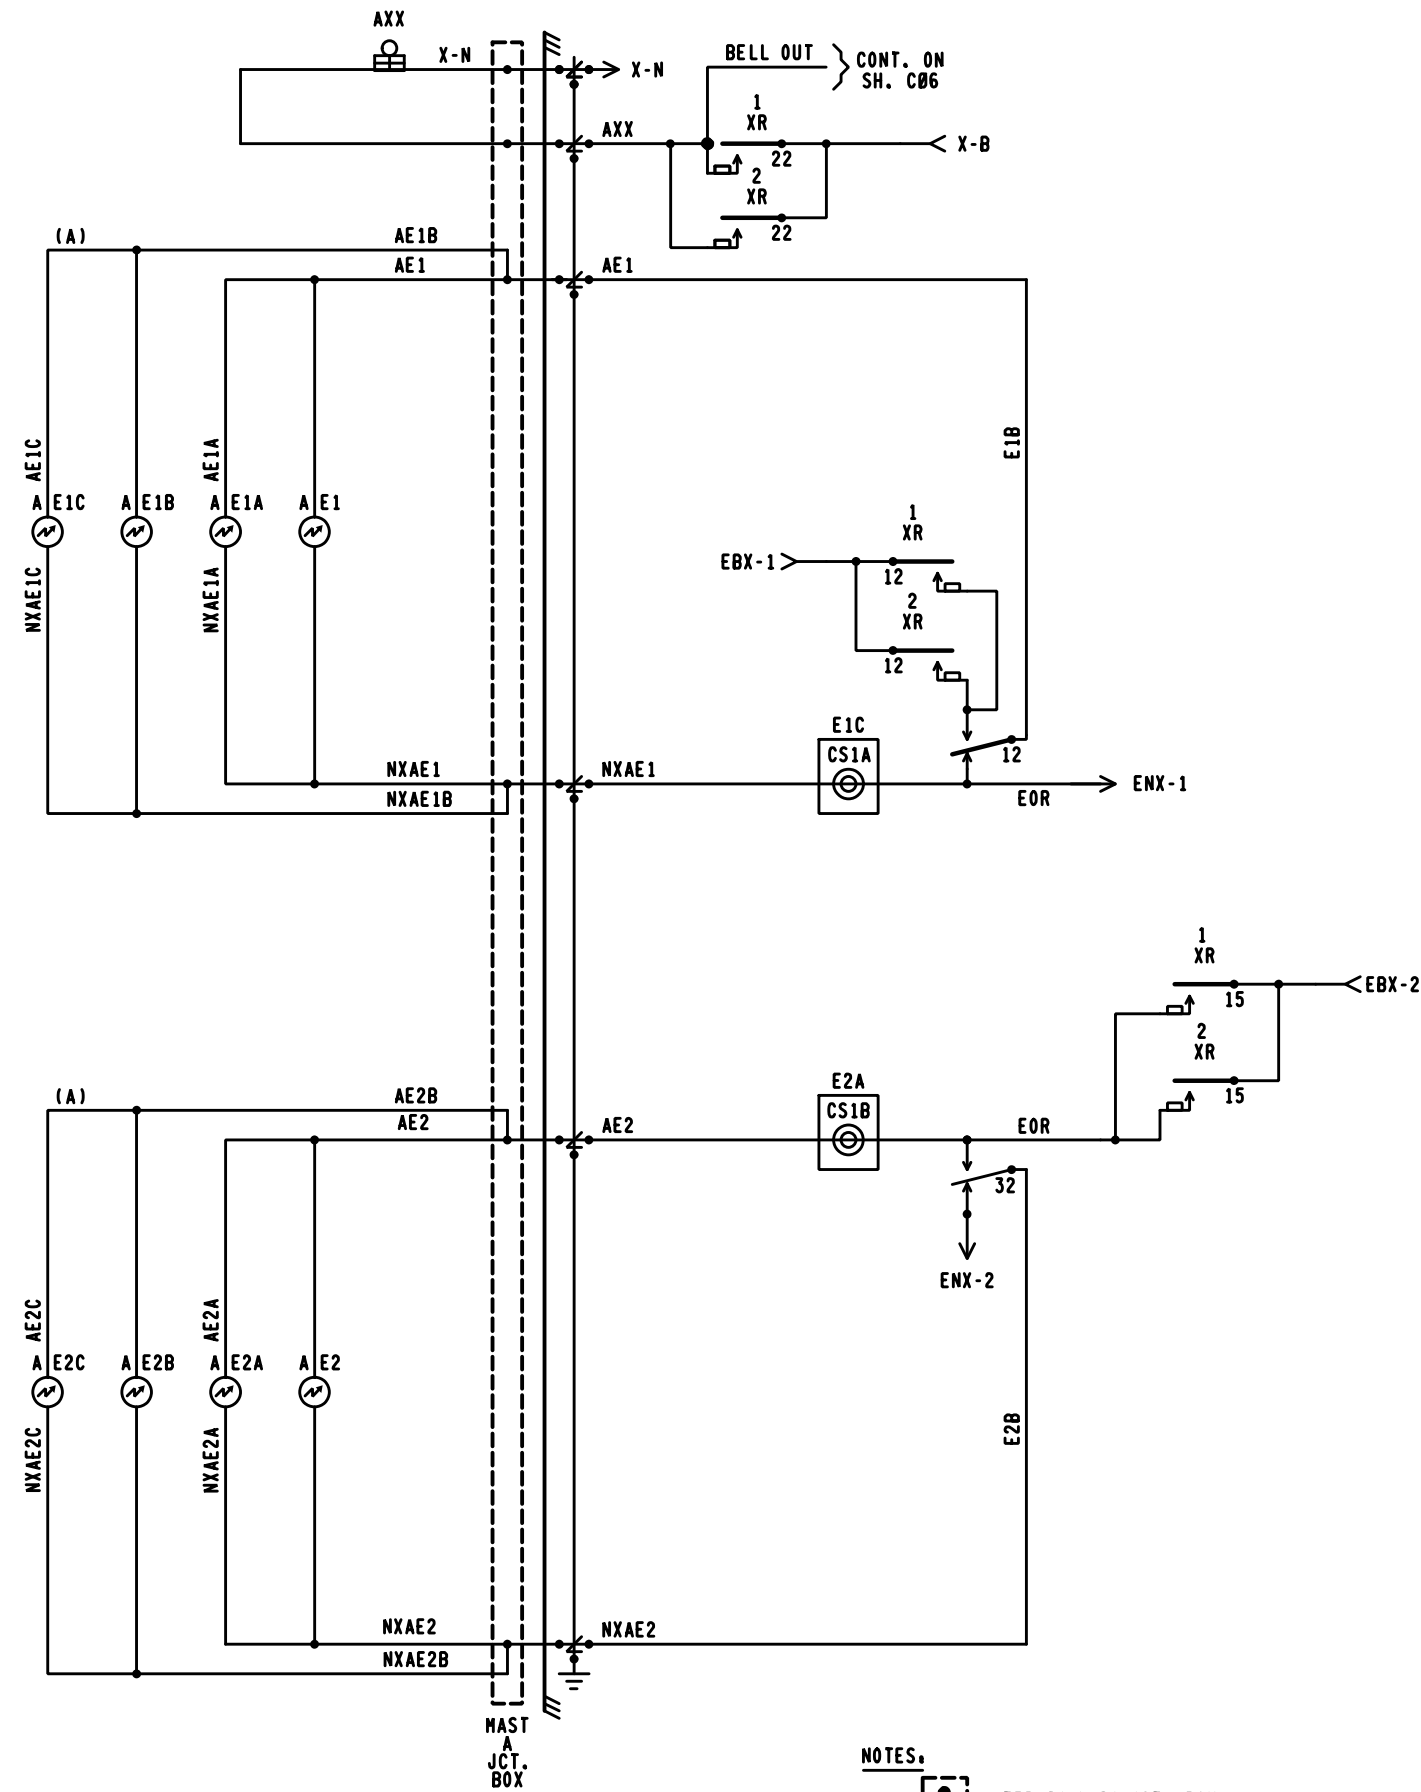 AXX
X-N
X-N
BELL OUT
CONT. ON
SH. C06
1
XR
22
AXX
X-B
2
XR
22
(A)
AE1B
AE1
AE1
AE1C
AE1A
E1B
A E1C
A E1B
A E1A
A E1
NXAE1C
NXAE1A
1
XR
EBX-1
12
2
XR
12
E1C
CS1A
12
NXAE1
NXAE1B
NXAE1
EOR
ENX-1
1
XR
15
EBX-2
2
XR
15
(A)
AE2B
AE2
AE2
E2A
CS1B
EOR
32
ENX-2
AE2C
AE2A
A E2C
A E2B
A E2A
A E2
NXAE2C
NXAE2A
E2B
NXAE2
NXAE2B
NXAE2
MAST
A
JCT.
BOX
NOTES.